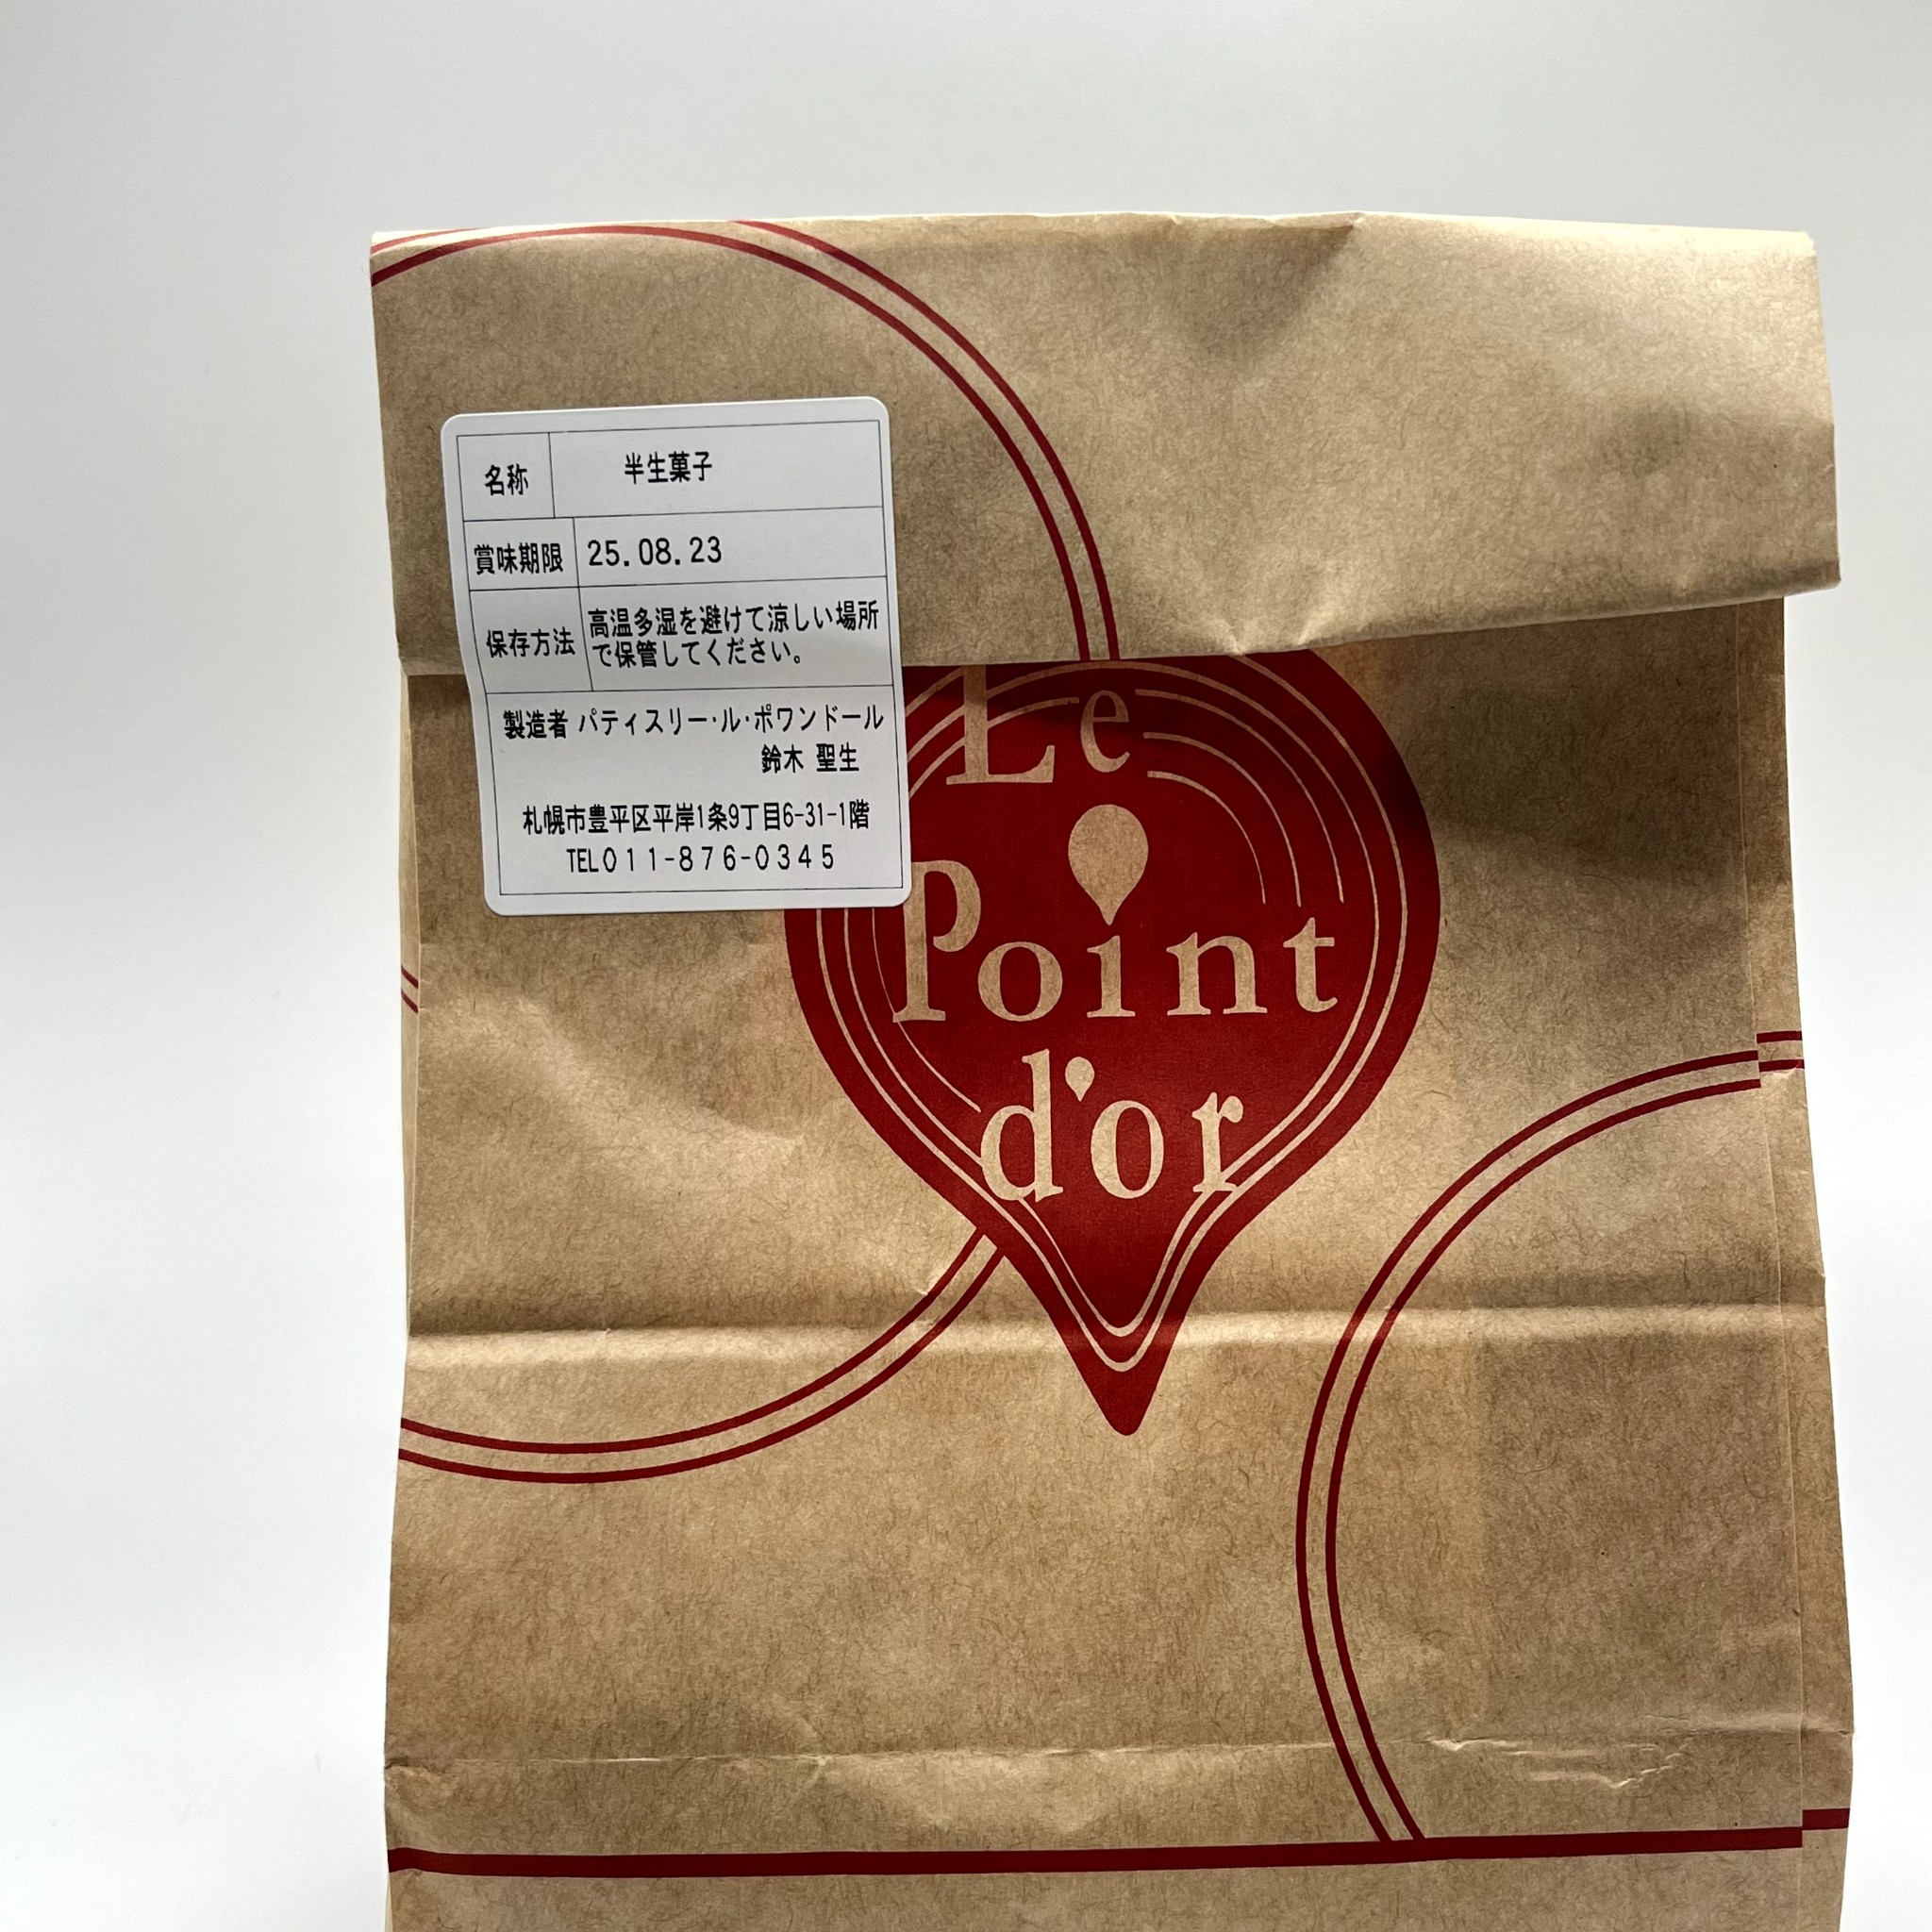 名称 半生菓子
賞味期限 25.08.23
保存方法 高温多湿を避けて涼しい場所
で保管してください。
製造者 パティスリー・ル・ポワンドール
鈴木 聖生
札幌市豊平区平岸1条9丁目6-31-1階
TEL011-876-0345
Le
Point
d'or